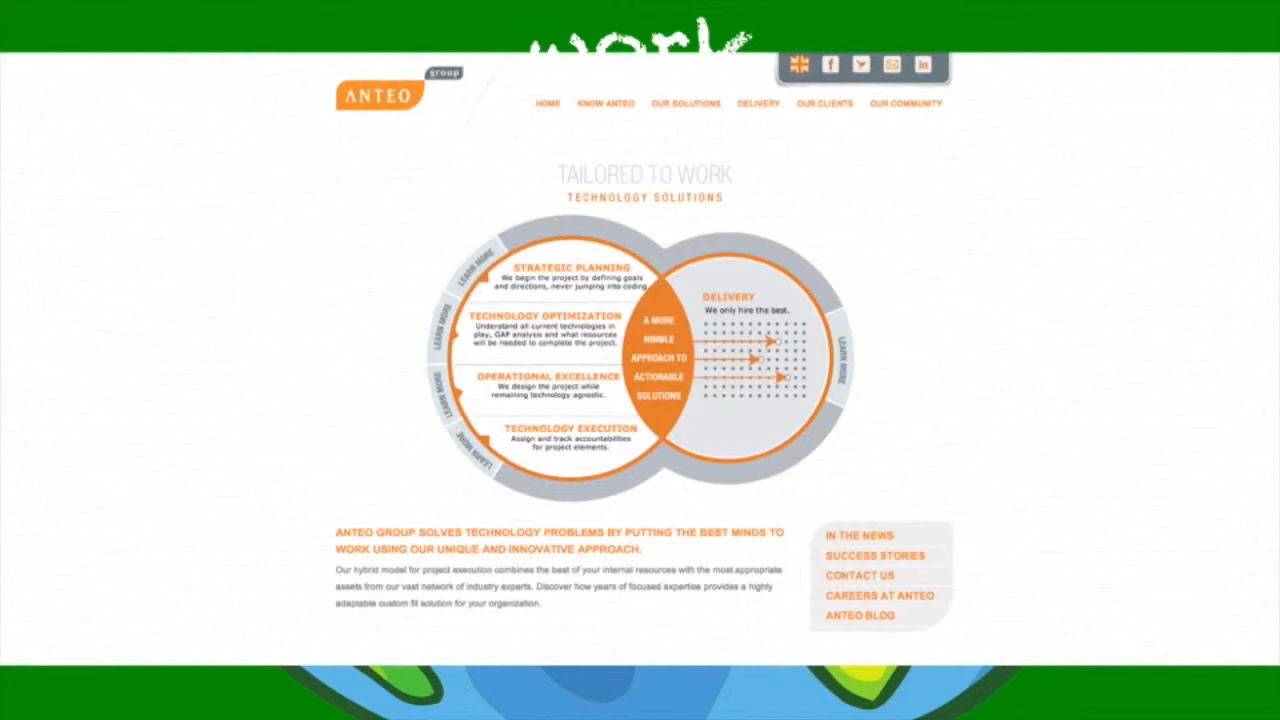 work
group
ANTEO
HOME KNOW ANTEO OUR SOLUTIONS DELIVERY OUR CLIENTS OUR COMMUNITY
TAILORED TO WORK
TECHNOLOGY SOLUTIONS
LEARN MORE
STRATEGIC PLANNING
We begin the project by defining goals
and directions, never jumping into coding
LEARN MORE
TECHNOLOGY OPTIMIZATION
Understand all current technologies in
play, GAP analysis and what resources
will be needed to complete the project.
LEARN MORE
OPERATIONAL EXCELLENCE
We design the project while
remaining technology agnostic.
LEARN MORE
TECHNOLOGY EXECUTION
Assign and track accountabilities
for project elements.
A MORE
NIMBLE
APPROACH TO
ACTIONABLE
SOLUTIONS
DELIVERY
We only hire the best.
LEARN MORE
ANTEO GROUP SOLVES TECHNOLOGY PROBLEMS BY PUTTING THE BEST MINDS TO
WORK USING OUR UNIQUE AND INNOVATIVE APPROACH.
Our hybrid model for project execution combines the best of your internal resources with the most appropriate
assets from our vast network of industry experts. Discover how years of focused expertise provides a highly
adaptable custom fit solution for your organization.
IN THE NEWS
SUCCESS STORIES
CONTACT US
CAREERS AT ANTEO
ANTEO BLOG